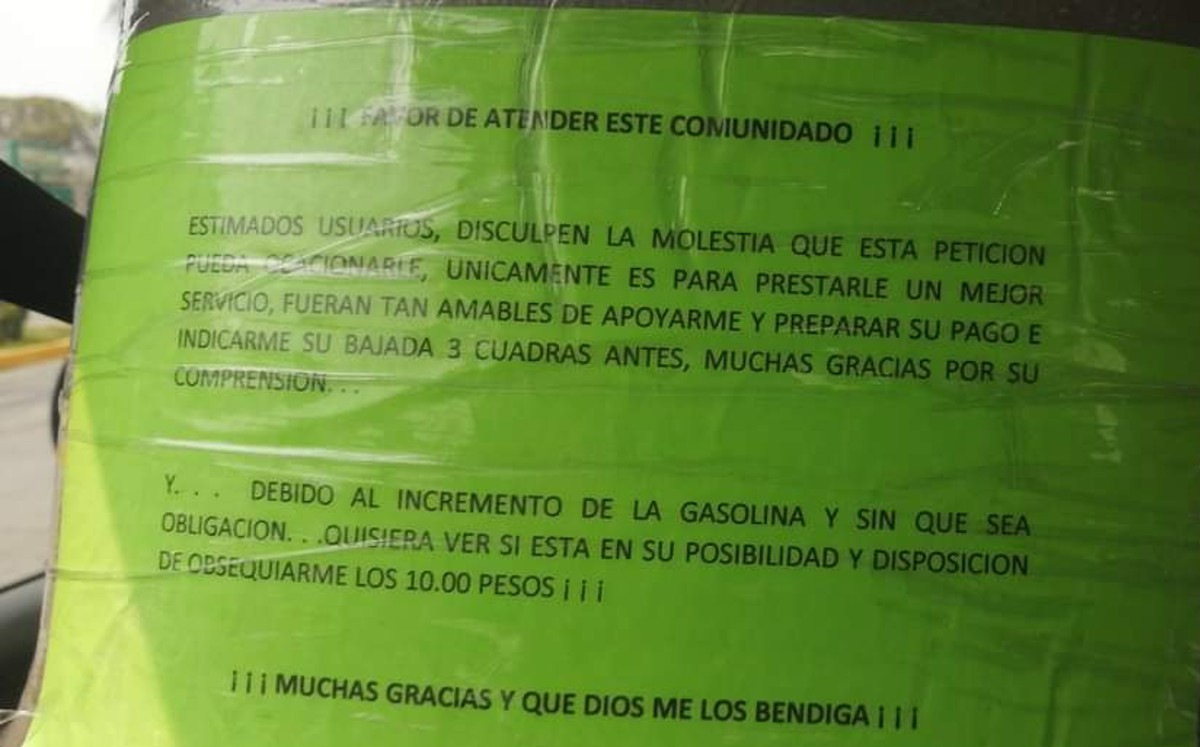 ¡¡¡ FAVOR DE ATENDER ESTE COMUNIDADO ¡¡¡
ESTIMADOS USUARIOS, DISCULPEN LA MOLESTIA QUE ESTA PETICION
PUEDA OCACIONARLE, UNICAMENTE ES PARA PRESTARLE UN MEJOR
SERVICIO, FUERAN TAN AMABLES DE APOYARME Y PREPARAR SU PAGO E
INDICARME SU BAJADA 3 CUADRAS ANTES, MUCHAS GRACIAS POR SU
COMPRENSION. . .
Y. . . DEBIDO AL INCREMENTO DE LA GASOLINA Y SIN QUE SEA
OBLIGACION. . .QUISIERA VER SI ESTA EN SU POSIBILIDAD Y DISPOSICION
DE OBSEQUIARME LOS 10.00 PESOS ¡ ¡ ¡
¡¡¡ MUCHAS GRACIAS Y QUE DIOS ME LOS BENDIGA ¡ ¡ ¡